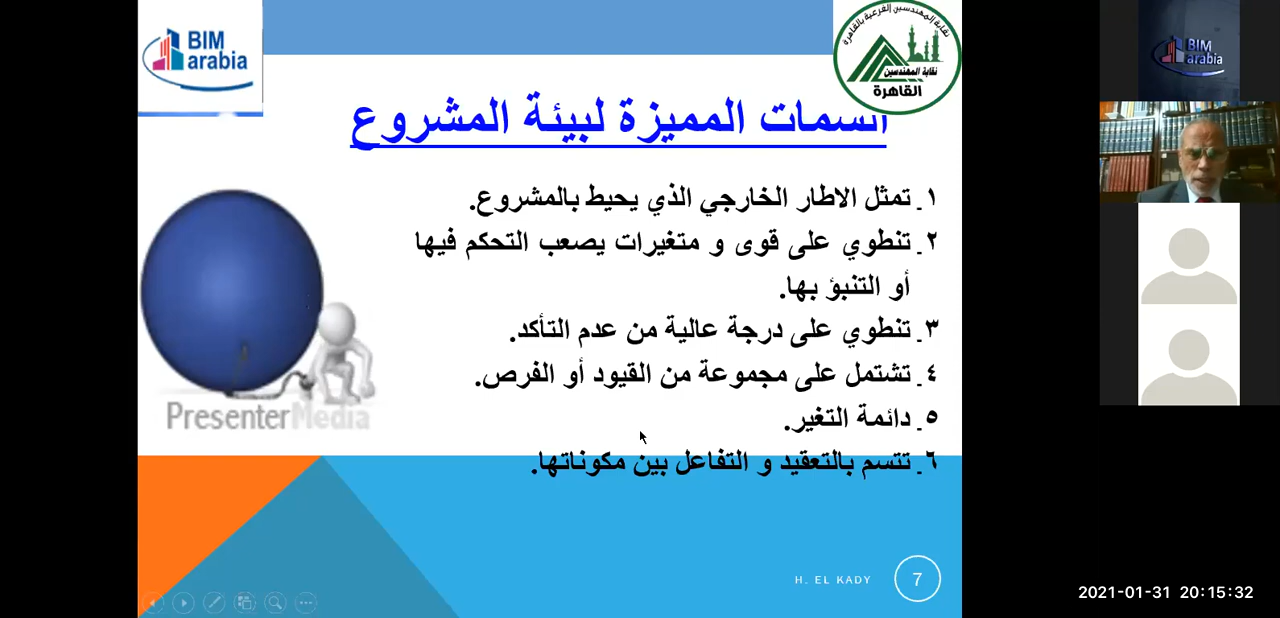 BIM
arabia
نقابة المهندسين الفرعية بالقاهرة
نقابة المهندسين
القاهرة
BIM
arabia
السمات المميزة لبيئة المشروع
١. تمثل الاطار الخارجي الذي يحيط بالمشروع.
٢. تنطوي على قوى و متغيرات يصعب التحكم فيها
أو التنبؤ بها.
٣. تنطوي على درجة عالية من عدم التأكد.
٤. تشتمل على مجموعة من القيود أو الفرص.
٥. دائمة التغير.
٦. تتسم بالتعقيد و التفاعل بين مكوناتها.
PresenterMedia
H. EL KADY
7
2021-01-31 20:15:32